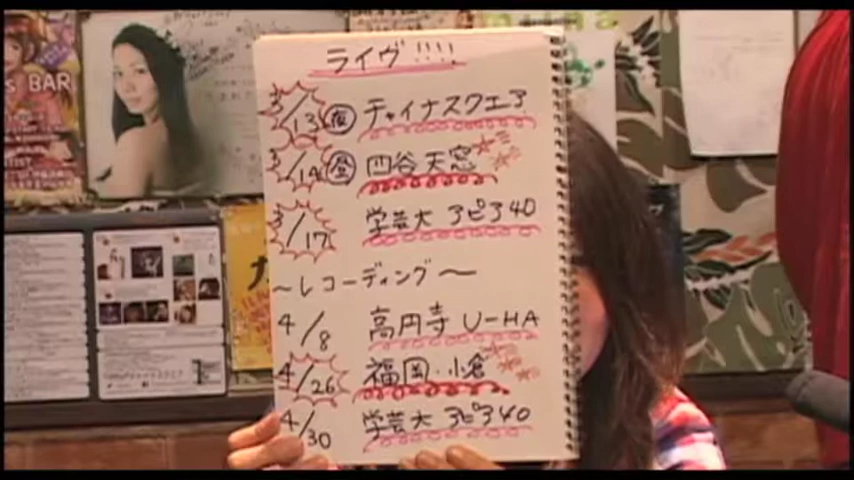 ライヴ!!!!
3/13 夜 チャイナスクエア
3/14 昼 四谷天窓
3/17 学芸大 アピア40
~レコーディング~
4/8 高円寺 U-HA
4/26 福岡・小倉
4/30 学芸大 アピア40
BAR